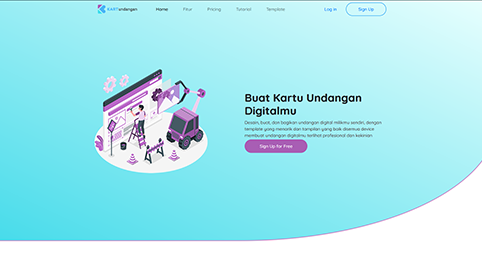 KARTundangan Home Fitur Pricing Tutorial Template Log in Sign Up
Buat Kartu Undangan
Digitalmu
Desain, buat, dan bagikan undangan digital milikmu sendiri, dengan
template yang menarik dan tampilan yang baik disemua device
membuat undangan digitalmu terlihat profesional dan kekinian
Sign Up for Free